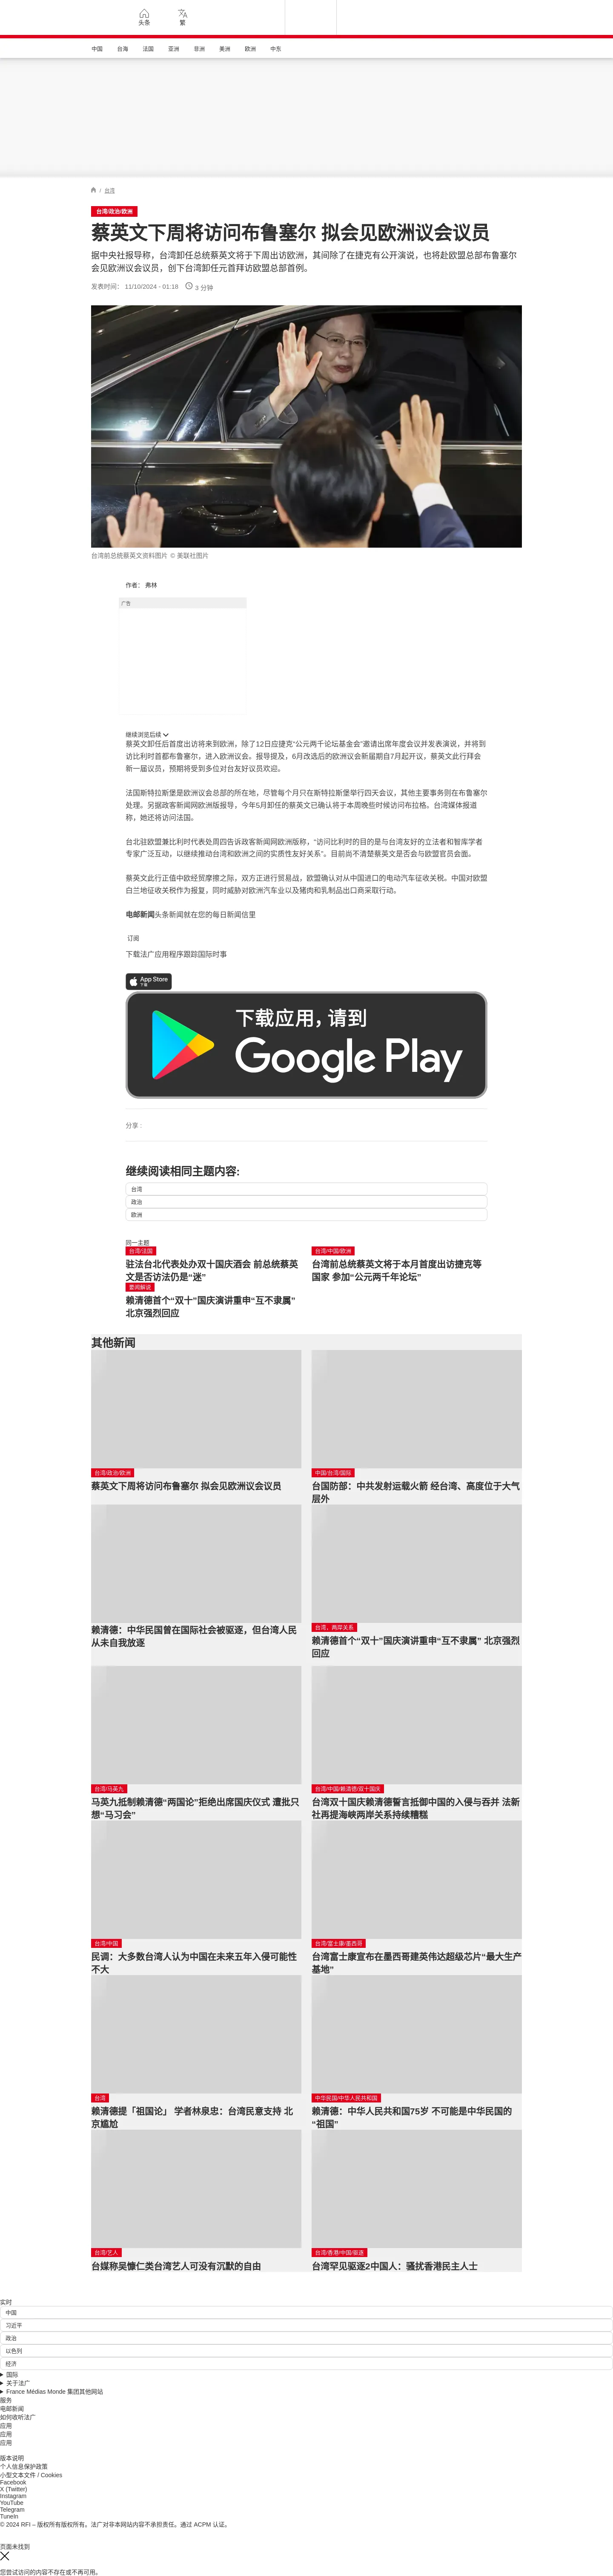 头条
繁
中国 台海 法国 亚洲 非洲 美洲 欧洲 中东
/ 台湾
台湾/政治/欧洲
蔡英文下周将访问布鲁塞尔 拟会见欧洲议会议员
据中央社报导称，台湾卸任总统蔡英文将于下周出访欧洲，其间除了在捷克有公开演说，也将赴欧盟总部布鲁塞尔
会见欧洲议会议员，创下台湾卸任元首拜访欧盟总部首例。
发表时间： 11/10/2024 - 01:18 3 分钟
台湾前总统蔡英文资料图片 © 美联社图片
作者： 弗林
广告
继续浏览后续
蔡英文卸任后首度出访将来到欧洲，除了12日应捷克“公元两千论坛基金会”邀请出席年度会议并发表演说，并将到
访比利时首都布鲁塞尔，进入欧洲议会。报导提及，6月改选后的欧洲议会新届期自7月起开议，蔡英文此行拜会
新一届议员，预期将受到多位对台友好议员欢迎。
法国斯特拉斯堡是欧洲议会总部的所在地，尽管每个月只在斯特拉斯堡举行四天会议，其他主要事务则在布鲁塞尔
处理。另据政客新闻网欧洲版报导，今年5月卸任的蔡英文已确认将于本周晚些时候访问布拉格。台湾媒体报道
称，她还将访问法国。
台北驻欧盟兼比利时代表处周四告诉政客新闻网欧洲版称，“访问比利时的目的是与台湾友好的立法者和智库学者
专家广泛互动，以继续推动台湾和欧洲之间的实质性友好关系”。目前尚不清楚蔡英文是否会与欧盟官员会面。
蔡英文此行正值中欧经贸摩擦之际，双方正进行贸易战，欧盟确认对从中国进口的电动汽车征收关税。中国对欧盟
白兰地征收关税作为报复，同时威胁对欧洲汽车业以及猪肉和乳制品出口商采取行动。
电邮新闻头条新闻就在您的每日新闻信里
订阅
下载法广应用程序跟踪国际时事
App Store
下载
下载应用，请到
Google Play
分享 :
继续阅读相同主题内容:
台湾
政治
欧洲
同一主题
台湾/法国
驻法台北代表处办双十国庆酒会 前总统蔡英
文是否访法仍是“迷”
台湾/中国/欧洲
台湾前总统蔡英文将于本月首度出访捷克等
国家 参加“公元两千年论坛”
要闻解说
赖清德首个“双十”国庆演讲重申“互不隶属”
北京强烈回应
其他新闻
台湾/政治/欧洲
蔡英文下周将访问布鲁塞尔 拟会见欧洲议会议员
中国/台湾/国际
台国防部：中共发射运载火箭 经台湾、高度位于大气
层外
赖清德：中华民国曾在国际社会被驱逐，但台湾人民
从未自我放逐
台湾，两岸关系
赖清德首个“双十”国庆演讲重申“互不隶属” 北京强烈
回应
台湾/马英九
马英九抵制赖清德“两国论”拒绝出席国庆仪式 遭批只
想“马习会”
台湾/中国/赖清德/双十国庆
台湾双十国庆赖清德誓言抵御中国的入侵与吞并 法新
社再提海峡两岸关系持续糟糕
台湾/中国
民调：大多数台湾人认为中国在未来五年入侵可能性
不大
台湾/富士康/墨西哥
台湾富士康宣布在墨西哥建英伟达超级芯片“最大生产
基地”
台湾
赖清德提「祖国论」 学者林泉忠：台湾民意支持 北
京尴尬
中华民国/中华人民共和国
赖清德：中华人民共和国75岁 不可能是中华民国的
“祖国”
台湾/艺人
台媒称吴慷仁类台湾艺人可没有沉默的自由
台湾/香港/中国/驱逐
台湾罕见驱逐2中国人：骚扰香港民主人士
实时
中国
习近平
政治
以色列
经济
国际
关于法广
France Médias Monde 集团其他网站
服务
电邮新闻
如何收听法广
应用
应用
应用
版本说明
个人信息保护政策
小型文本文件 / Cookies
Facebook
X (Twitter)
Instagram
YouTube
Telegram
TuneIn
© 2024 RFI – 版权所有版权所有。法广对非本网站内容不承担责任。通过 ACPM 认证。
页面未找到
您尝试访问的内容不存在或不再可用。